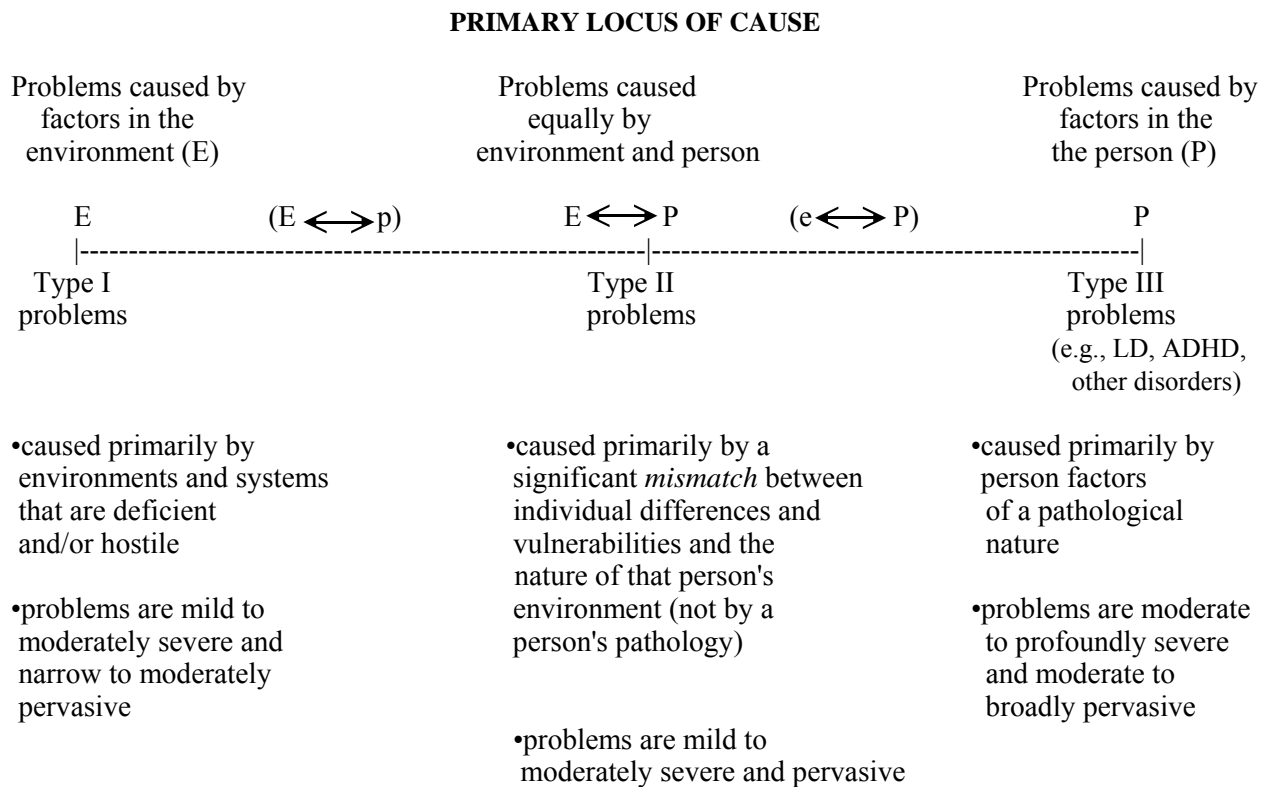 PRIMARY LOCUS OF CAUSE
Problems caused by
factors in the
environment (E)
Problems caused
equally by
environment and person
Problems caused by
factors in the
the person (P)
E (E ⟷ p) E ⟷ P (e ⟷ P) P
|------------------------------------------------|------------------------------------------|
Type I
problems
Type II
problems
Type III
problems
(e.g., LD, ADHD,
other disorders)
•caused primarily by
environments and systems
that are deficient
and/or hostile
•problems are mild to
moderately severe and
narrow to moderately
pervasive
•caused primarily by a
significant mismatch between
individual differences and
vulnerabilities and the
nature of that person's
environment (not by a
person's pathology)
•problems are mild to
moderately severe and pervasive
•caused primarily by
person factors
of a pathological
nature
•problems are moderate
to profoundly severe
and moderate to
broadly pervasive